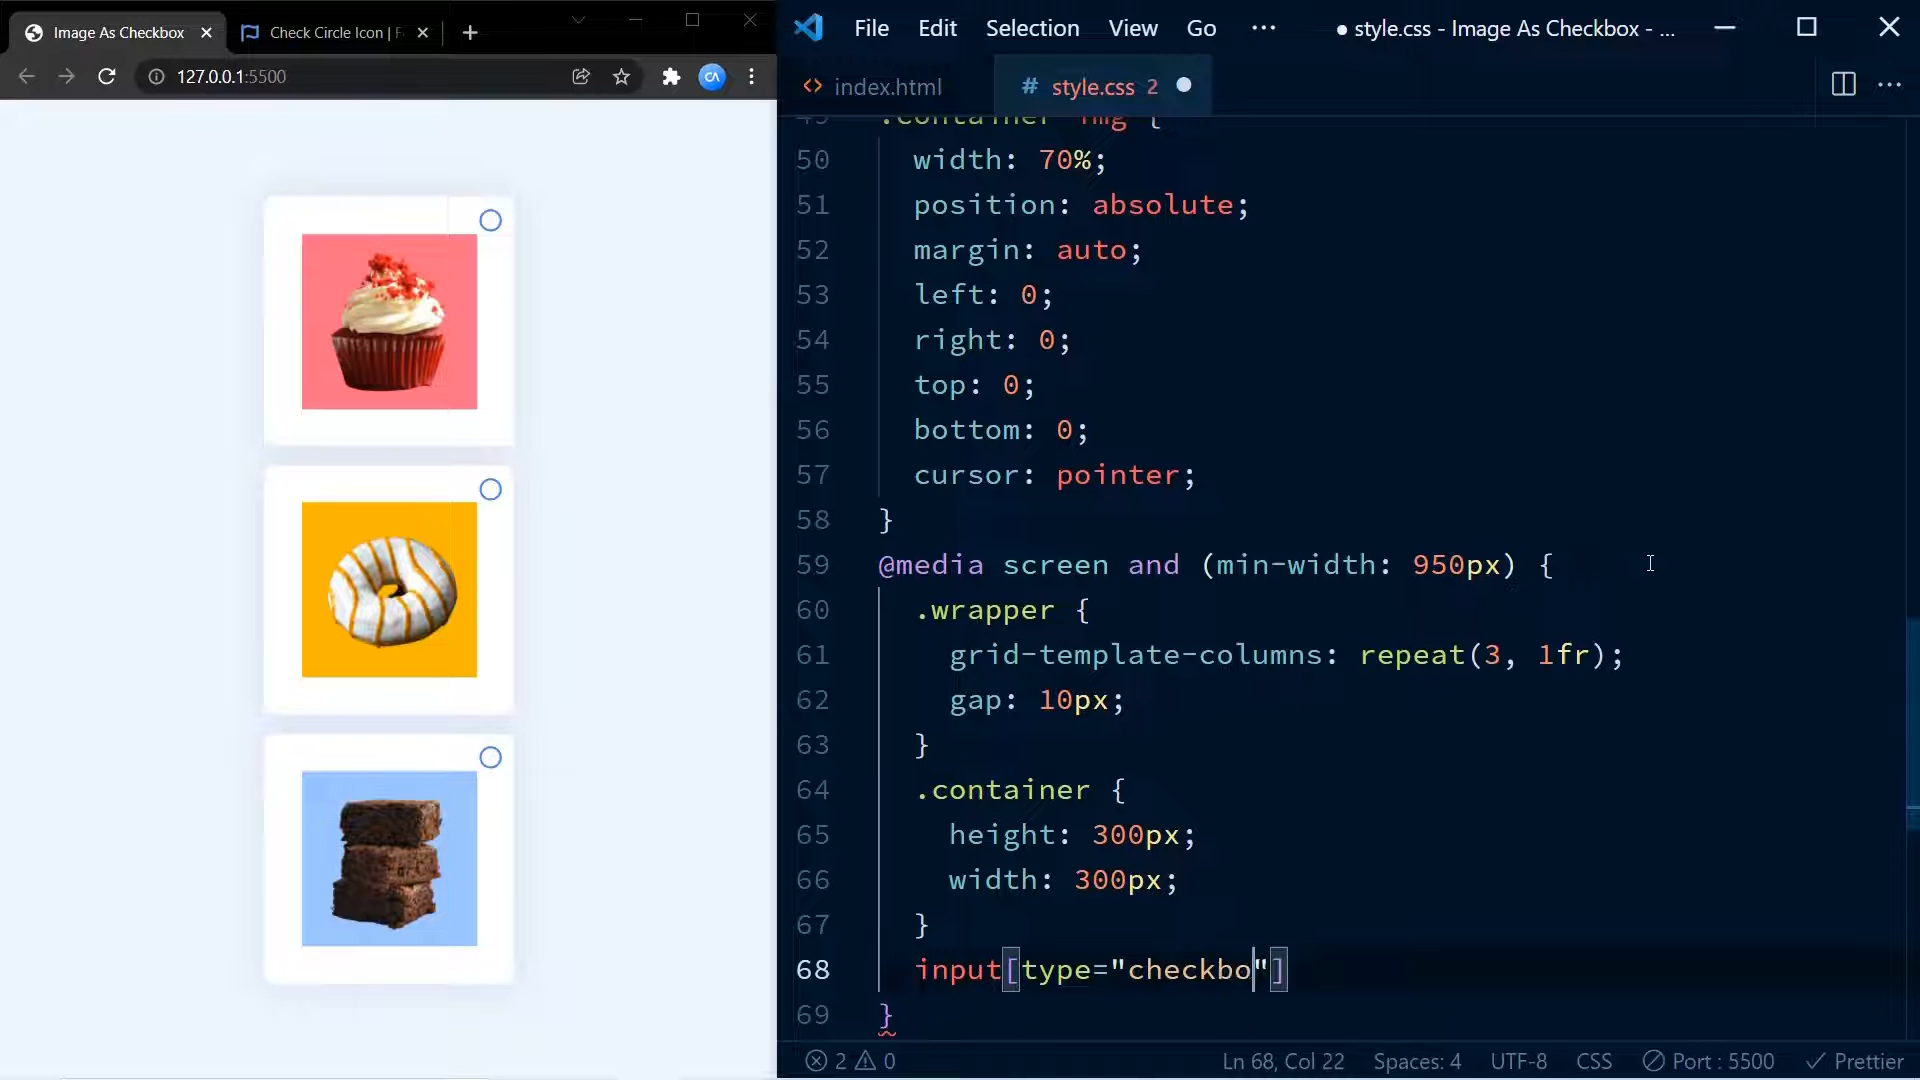 Image As Checkbox
Check Circle Icon | F
127.0.0.1:5500
File Edit Selection View Go ··· ● style.css - Image As Checkbox - ...
index.html
# style.css 2
49 .container img {
50 width: 70%;
51 position: absolute;
52 margin: auto;
53 left: 0;
54 right: 0;
55 top: 0;
56 bottom: 0;
57 cursor: pointer;
58 }
59 @media screen and (min-width: 950px) {
60 .wrapper {
61 grid-template-columns: repeat(3, 1fr);
62 gap: 10px;
63 }
64 .container {
65 height: 300px;
66 width: 300px;
67 }
68 input[type="checkbo"]
69 }
2 0 Ln 68, Col 22 Spaces: 4 UTF-8 CSS Port : 5500 Prettier